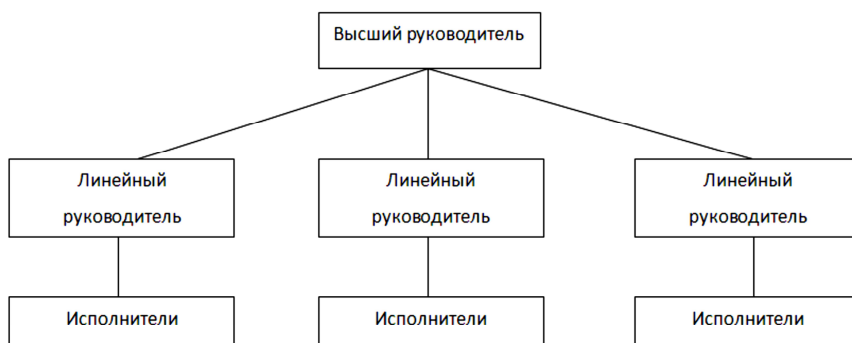 Высший руководитель
Линейный
руководитель
Линейный
руководитель
Линейный
руководитель
Исполнители
Исполнители
Исполнители